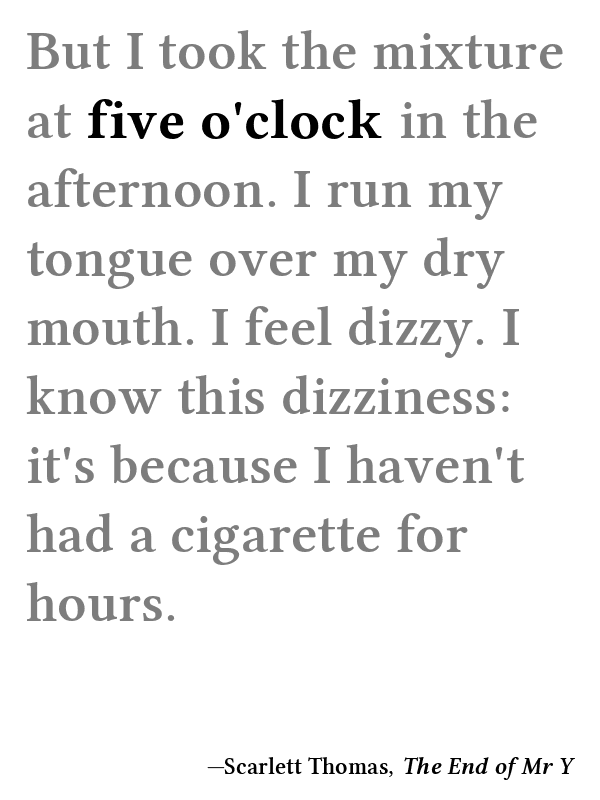 But I took the mixture
at five o'clock in the
afternoon. I run my
tongue over my dry
mouth. I feel dizzy. I
know this dizziness:
it's because I haven't
had a cigarette for
hours.
—Scarlett Thomas, The End of Mr Y